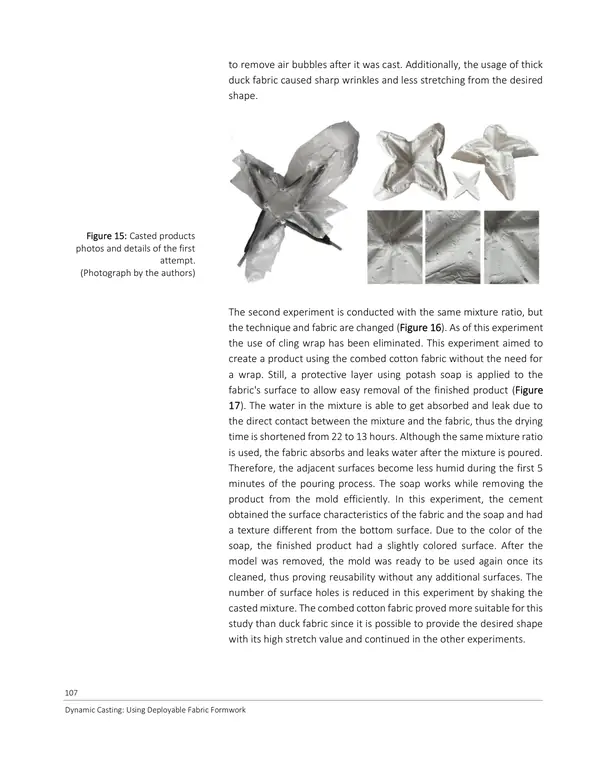 to remove air bubbles after it was cast. Additionally, the usage of thick
duck fabric caused sharp wrinkles and less stretching from the desired
shape.
Figure 15: Casted products
photos and details of the first
attempt.
(Photograph by the authors)
The second experiment is conducted with the same mixture ratio, but
the technique and fabric are changed (Figure 16). As of this experiment
the use of cling wrap has been eliminated. This experiment aimed to
create a product using the combed cotton fabric without the need for
a wrap. Still, a protective layer using potash soap is applied to the
fabric's surface to allow easy removal of the finished product (Figure
17). The water in the mixture is able to get absorbed and leak due to
the direct contact between the mixture and the fabric, thus the drying
time is shortened from 22 to 13 hours. Although the same mixture ratio
is used, the fabric absorbs and leaks water after the mixture is poured.
Therefore, the adjacent surfaces become less humid during the first 5
minutes of the pouring process. The soap works while removing the
product from the mold efficiently. In this experiment, the cement
obtained the surface characteristics of the fabric and the soap and had
a texture different from the bottom surface. Due to the color of the
soap, the finished product had a slightly colored surface. After the
model was removed, the mold was ready to be used again once its
cleaned, thus proving reusability without any additional surfaces. The
number of surface holes is reduced in this experiment by shaking the
casted mixture. The combed cotton fabric proved more suitable for this
study than duck fabric since it is possible to provide the desired shape
with its high stretch value and continued in the other experiments.
107
Dynamic Casting: Using Deployable Fabric Formwork